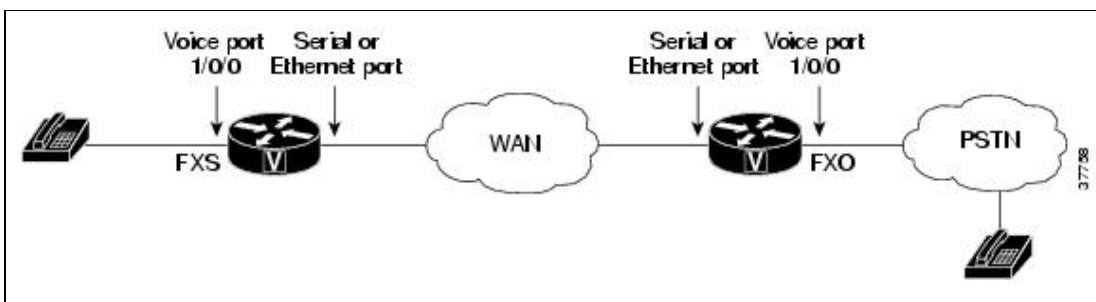 Voice port
1/0/0
Serial or
Ethernet port
Serial or
Ethernet port
Voice port
1/0/0
FXS
V
WAN
V
FXO
PSTN
37758